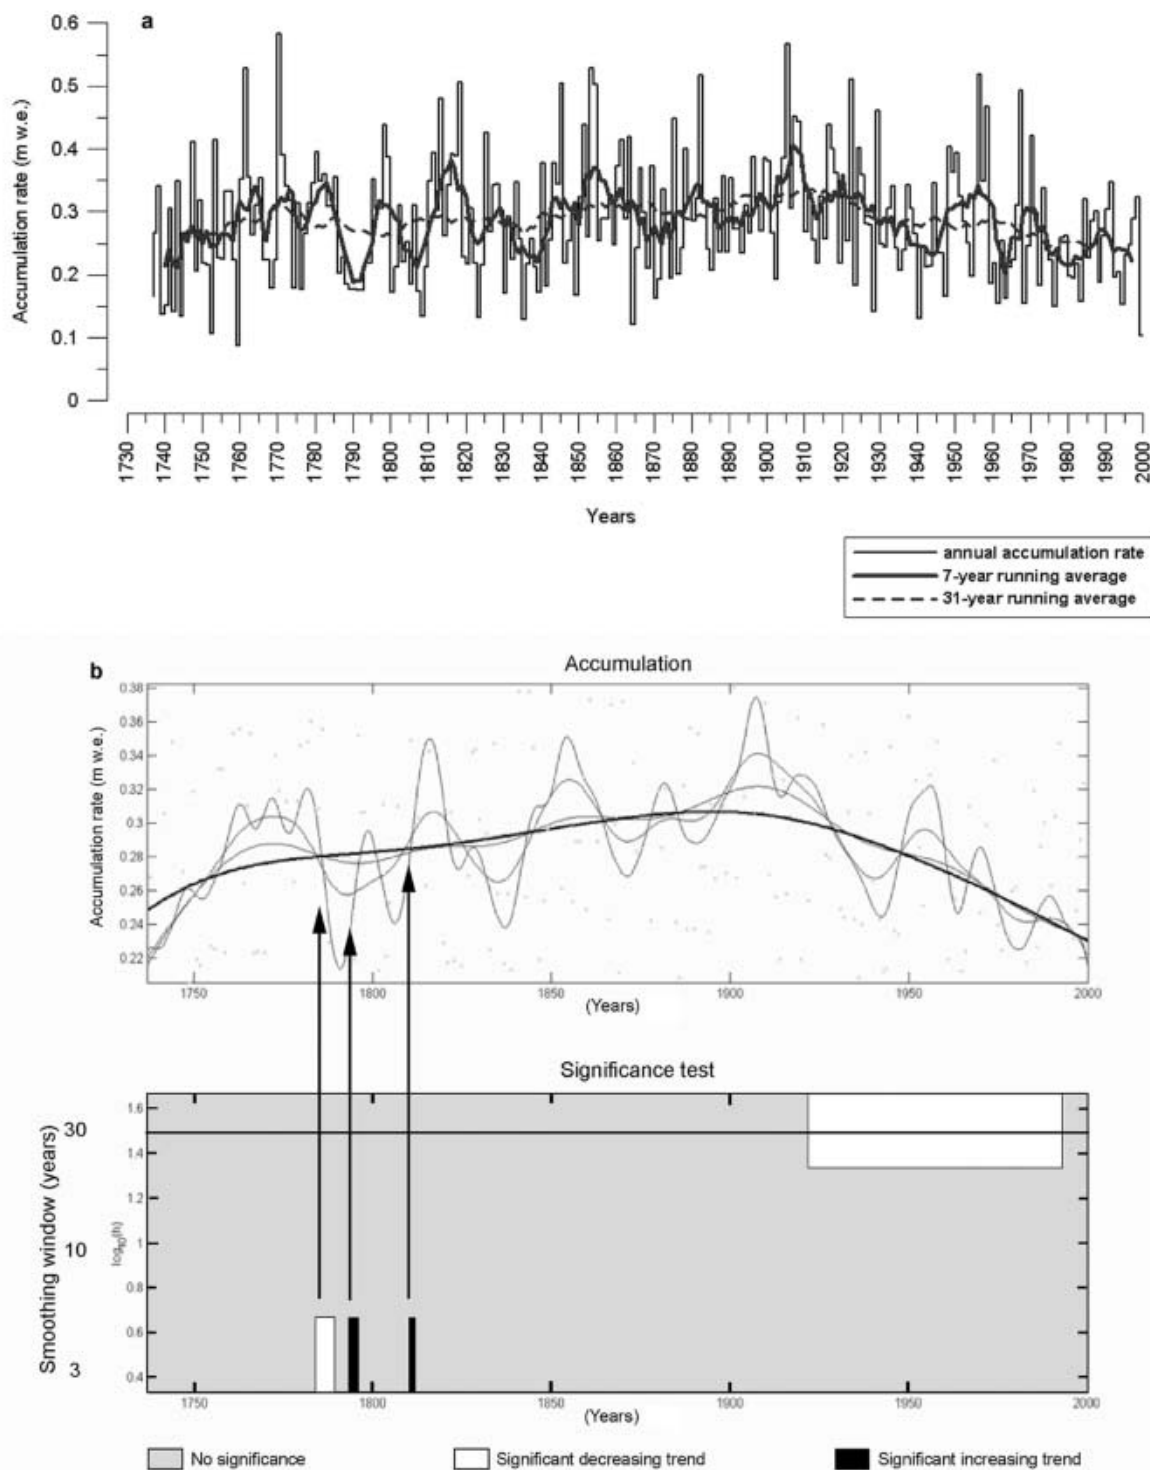 a
Accumulation rate (m w.e.)
0.6
0.5
0.4
0.3
0.2
0.1
0
1730 1740 1750 1760 1770 1780 1790 1800 1810 1820 1830 1840 1850 1860 1870 1880 1890 1900 1910 1920 1930 1940 1950 1960 1970 1980 1990 2000
Years
annual accumulation rate
7-year running average
31-year running average
b
Accumulation
Accumulation rate (m w.e.)
0.38
0.36
0.34
0.32
0.3
0.28
0.26
0.24
0.22
1750 1800 1850 1900 1950 2000
(Years)
Significance test
Smoothing window (years)
30
10
3
log10(h)
1.6
1.4
1.2
1
0.8
0.6
0.4
1750 1800 1850 1900 1950 2000
(Years)
No significance Significant decreasing trend Significant increasing trend